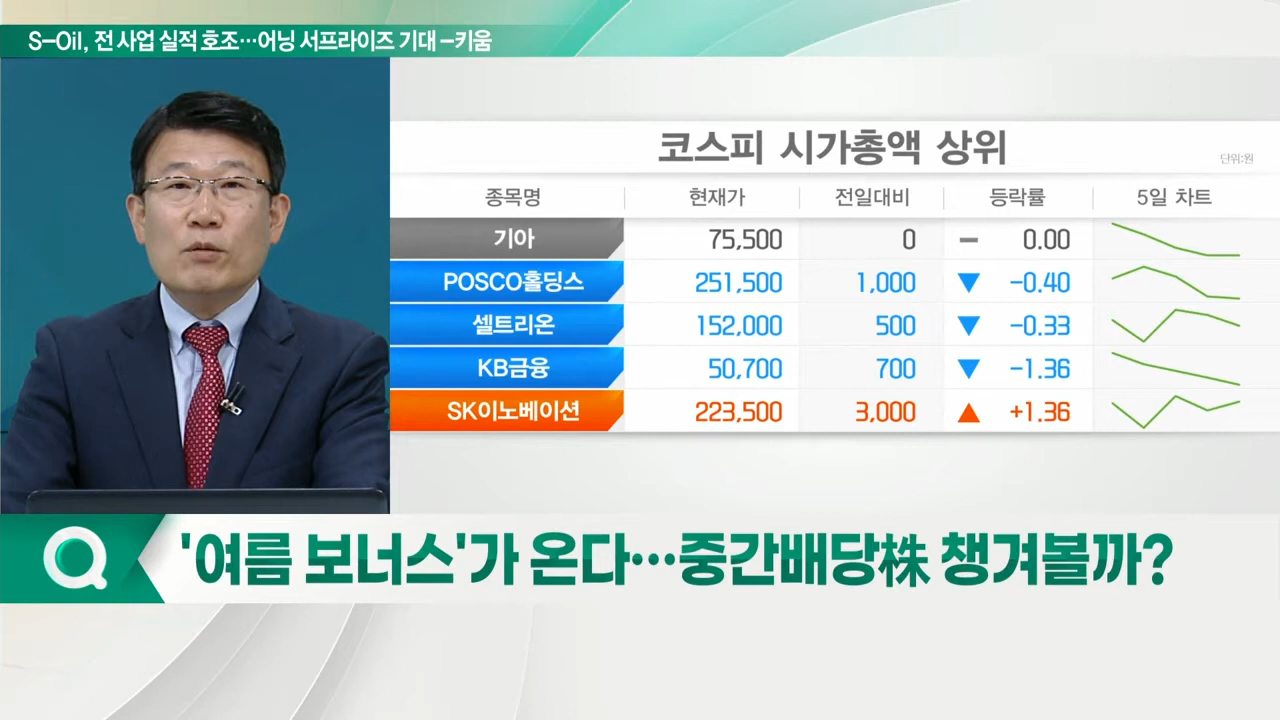 S-Oil, 전 사업 실적 호조…어닝 서프라이즈 기대 -키움
코스피 시가총액 상위
단위:원
종목명 현재가 전일대비 등락률 5일 차트
기아 75,500 0 - 0.00
POSCO홀딩스 251,500 1,000 ▼ -0.40
셀트리온 152,000 500 ▼ -0.33
KB금융 50,700 700 ▼ -1.36
SK이노베이션 223,500 3,000 ▲ +1.36
'여름 보너스'가 온다…중간배당株 챙겨볼까?